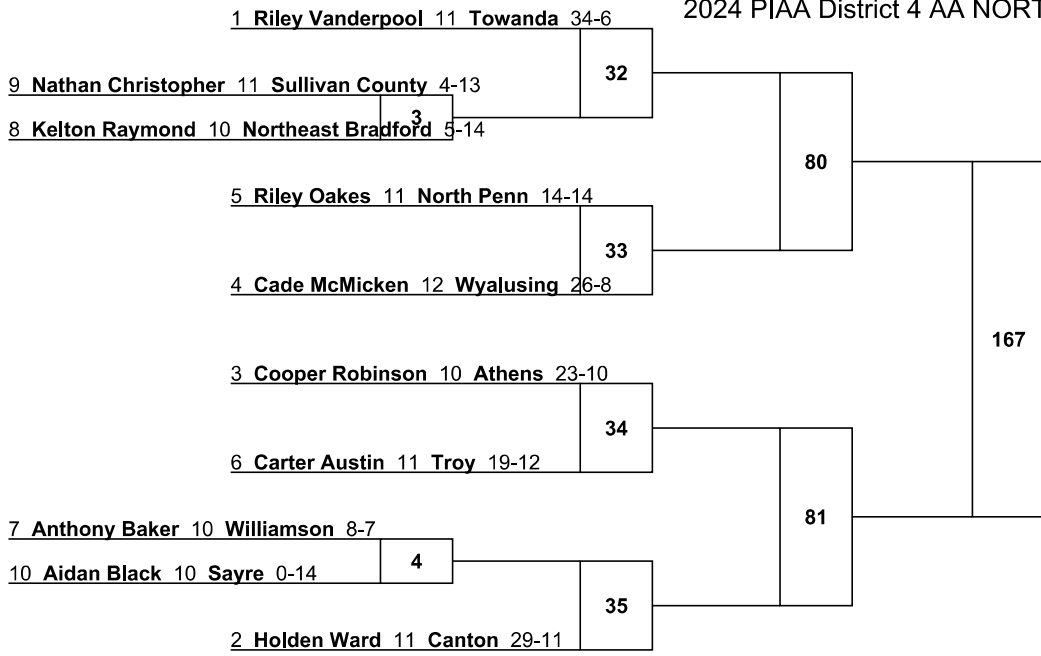 2024 PIAA District 4 AA NORT
1 Riley Vanderpool 11 Towanda 34-6
32
9 Nathan Christopher 11 Sullivan County 4-13
3
8 Kelton Raymond 10 Northeast Bradford 5-14
80
5 Riley Oakes 11 North Penn 14-14
33
4 Cade McMicken 12 Wyalusing 26-8
167
3 Cooper Robinson 10 Athens 23-10
34
6 Carter Austin 11 Troy 19-12
81
7 Anthony Baker 10 Williamson 8-7
4
10 Aidan Black 10 Sayre 0-14
35
2 Holden Ward 11 Canton 29-11